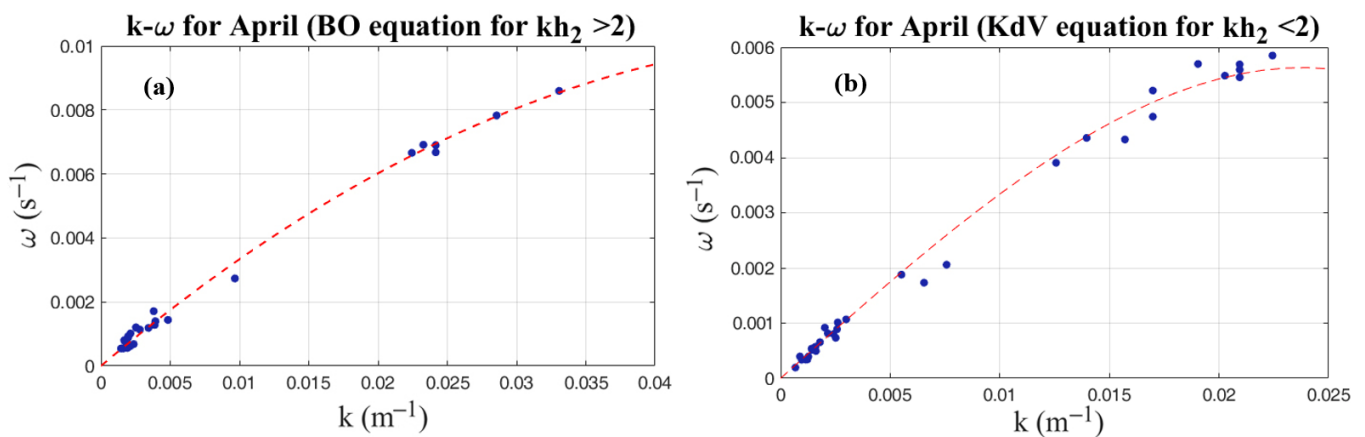 k-ω for April (BO equation for kh₂ >2)
(a)
0.01
0.008
0.006
0.004
0.002
0
ω (s⁻¹)
0 0.005 0.01 0.015 0.02 0.025 0.03 0.035 0.04
k (m⁻¹)
k-ω for April (KdV equation for kh₂ <2)
(b)
0.006
0.005
0.004
0.003
0.002
0.001
0
ω (s⁻¹)
0 0.005 0.01 0.015 0.02 0.025
k (m⁻¹)